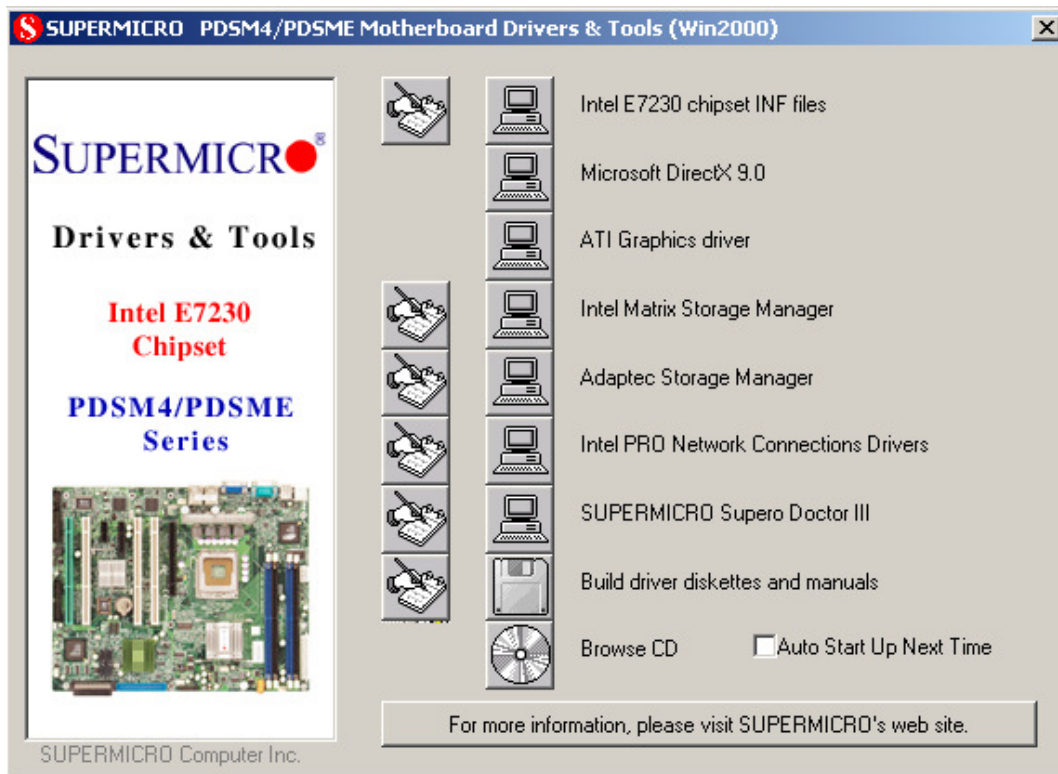 SUPERMICRO PDSM4/PDSME Motherboard Drivers & Tools (Win2000)
SUPERMICRO®
Drivers & Tools
Intel E7230
Chipset
PDSM4/PDSME
Series
SUPERMICRO Computer Inc.
Intel E7230 chipset INF files
Microsoft DirectX 9.0
ATI Graphics driver
Intel Matrix Storage Manager
Adaptec Storage Manager
Intel PRO Network Connections Drivers
SUPERMICRO Supero Doctor III
Build driver diskettes and manuals
Browse CD
Auto Start Up Next Time
For more information, please visit SUPERMICRO's web site.